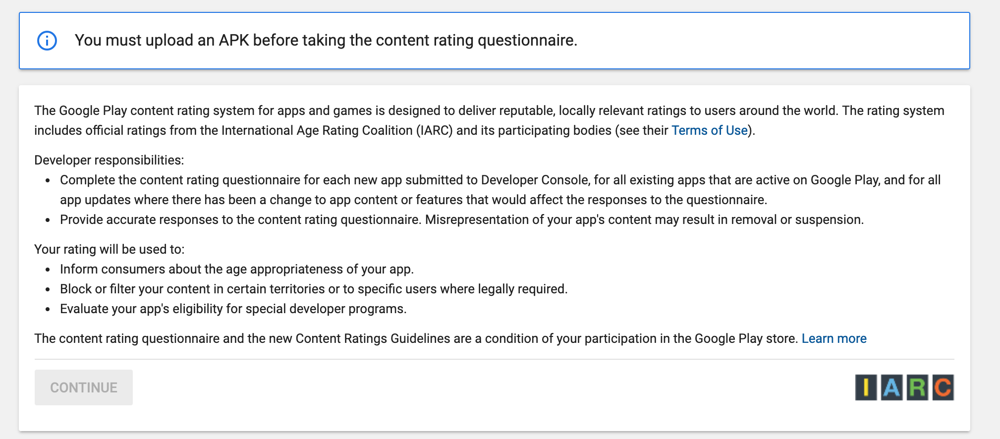 You must upload an APK before taking the content rating questionnaire.
The Google Play content rating system for apps and games is designed to deliver reputable, locally relevant ratings to users around the world. The rating system
includes official ratings from the International Age Rating Coalition (IARC) and its participating bodies (see their Terms of Use).
Developer responsibilities:
• Complete the content rating questionnaire for each new app submitted to Developer Console, for all existing apps that are active on Google Play, and for all
app updates where there has been a change to app content or features that would affect the responses to the questionnaire.
• Provide accurate responses to the content rating questionnaire. Misrepresentation of your app's content may result in removal or suspension.
Your rating will be used to:
• Inform consumers about the age appropriateness of your app.
• Block or filter your content in certain territories or to specific users where legally required.
• Evaluate your app's eligibility for special developer programs.
The content rating questionnaire and the new Content Ratings Guidelines are a condition of your participation in the Google Play store. Learn more
CONTINUE
IARC